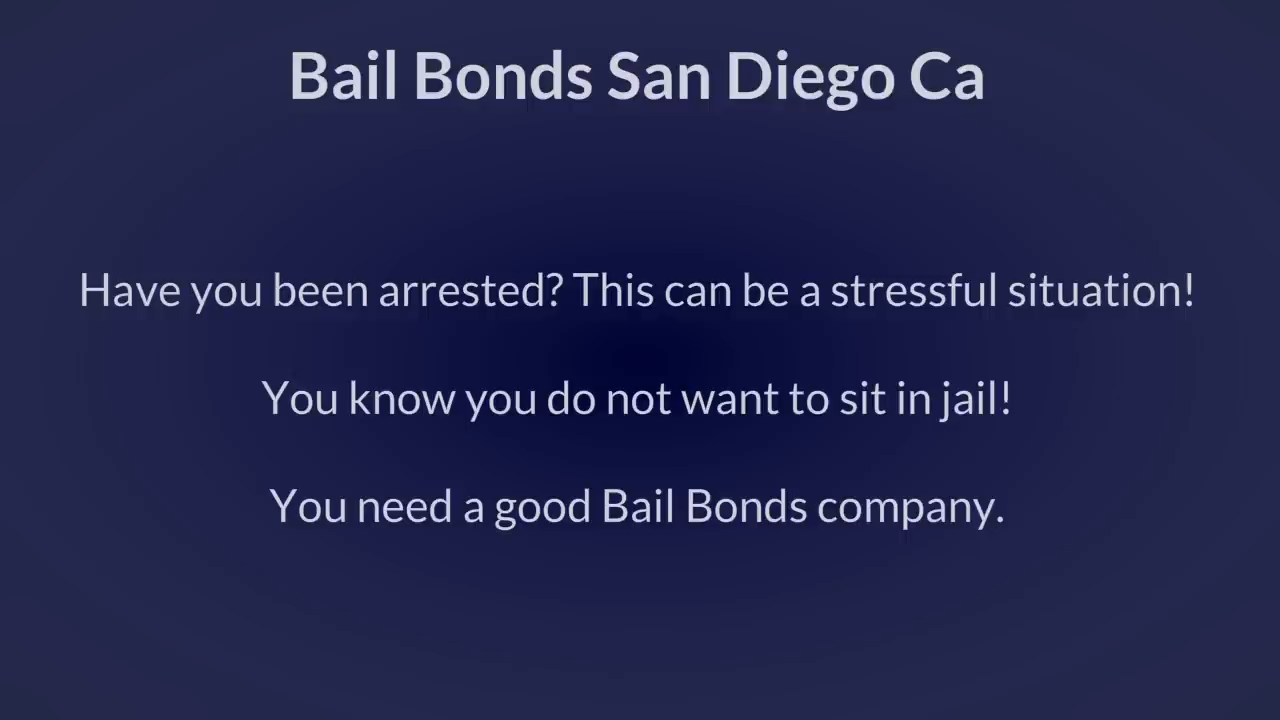 Bail Bonds San Diego Ca
Have you been arrested? This can be a stressful situation!
You know you do not want to sit in jail!
You need a good Bail Bonds company.